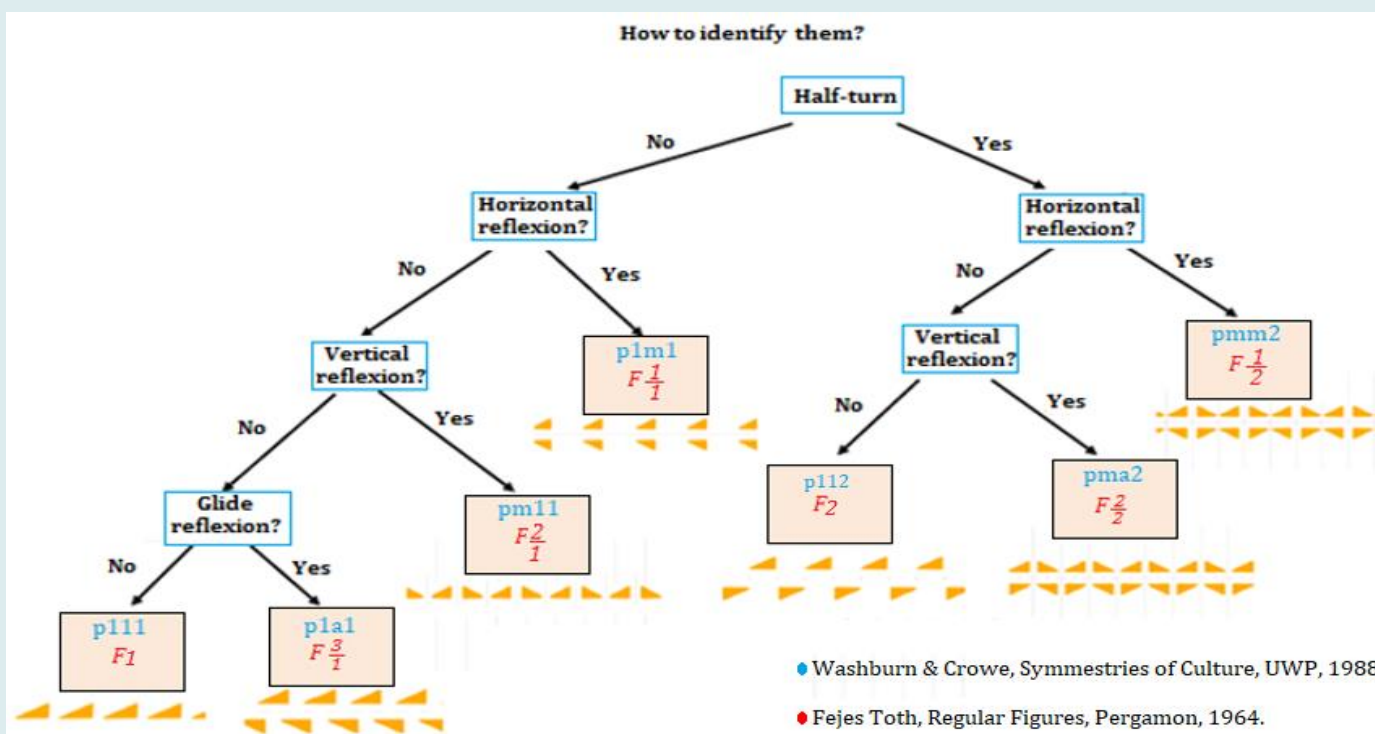 How to identify them?
Half-turn
No
Yes
Horizontal
reflexion?
Horizontal
reflexion?
No
Yes
No
Yes
Vertical
reflexion?
p1m1
F 1/1
Vertical
reflexion?
pmm2
F 1/2
No
Yes
No
Yes
Glide
reflexion?
pm11
F 2/1
p112
F2
pma2
F 2/2
No
Yes
p111
F1
p1a1
F 3/1
Washburn & Crowe, Symmestries of Culture, UWP, 1988
Fejes Toth, Regular Figures, Pergamon, 1964.